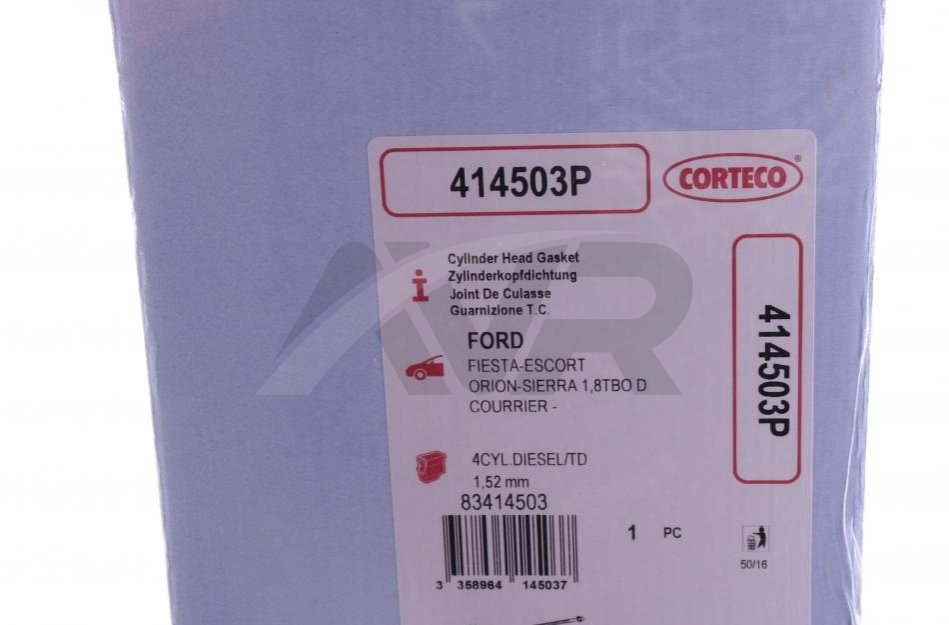 414503P
CORTECO®
Cylinder Head Gasket
Zylinderkopfdichtung
Joint De Culasse
Guarnizione T.C.
FORD
FIESTA-ESCORT
ORION-SIERRA 1,8TBO D
COURRIER -
414503P
4CYL.DIESEL/TD
1,52 mm
83414503
1 PC
50/16
3 358964 145037
AVR